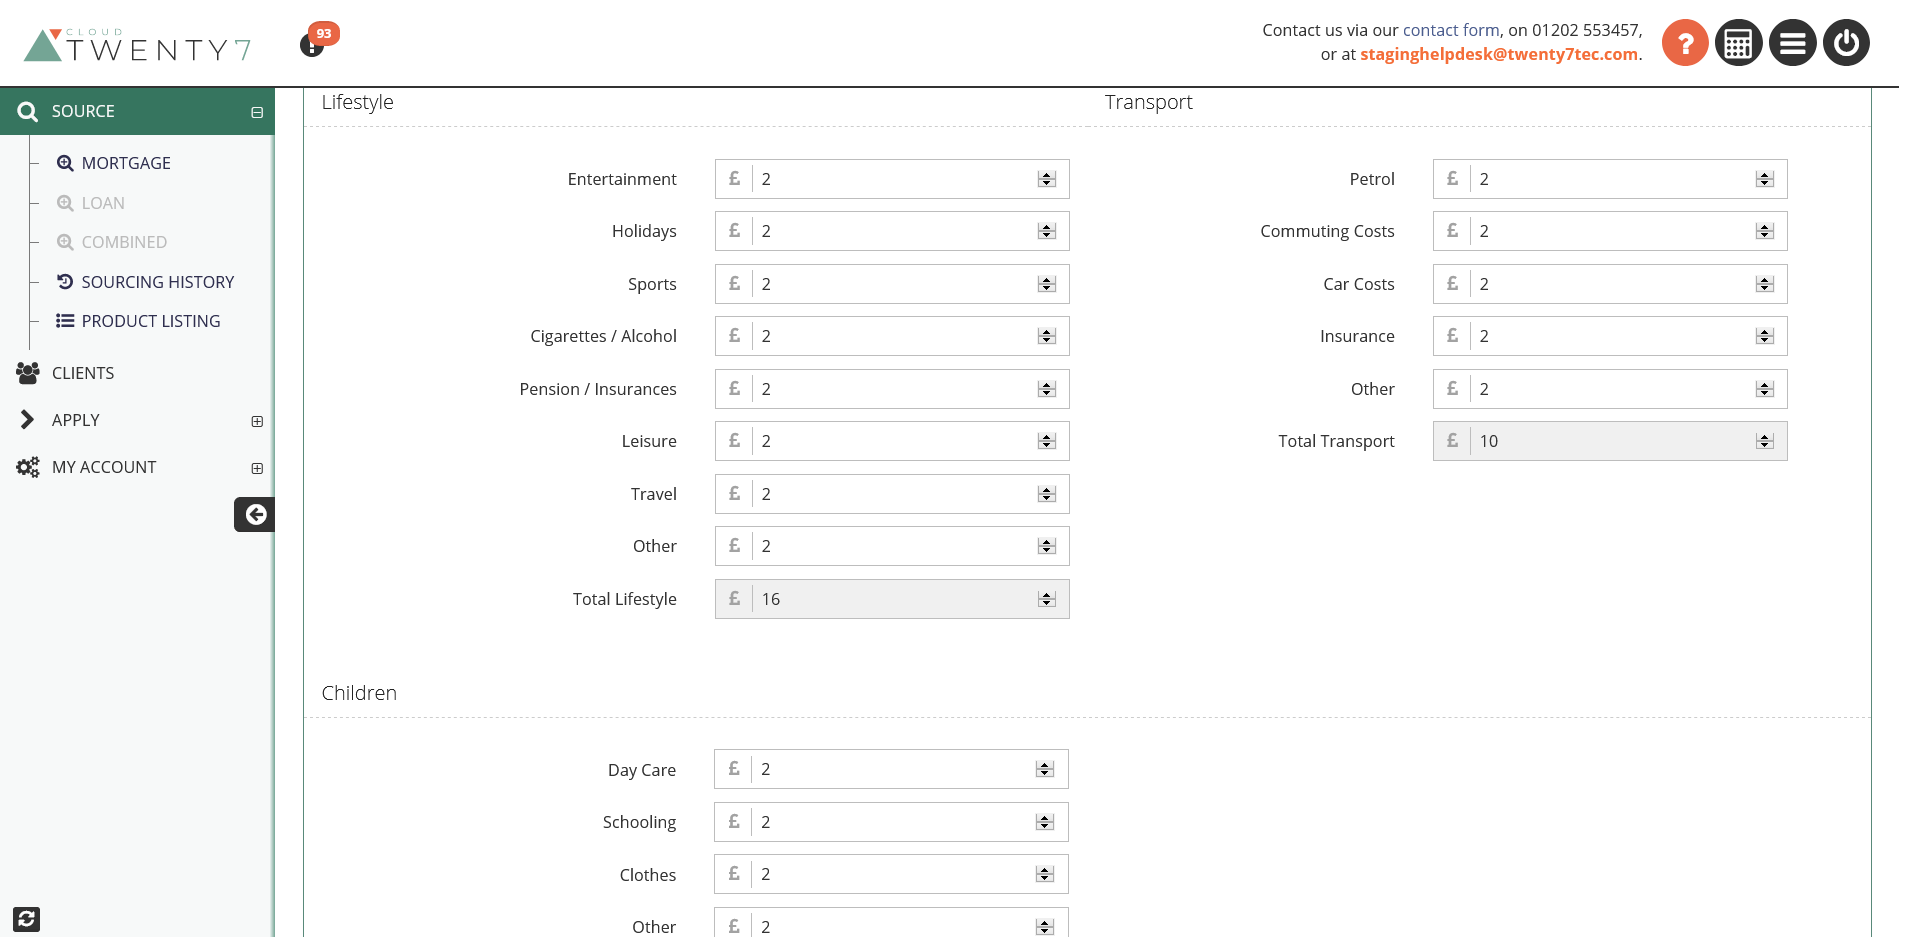 CLOUD
TWENTY7
93
Contact us via our contact form, on 01202 553457,
or at staginghelpdesk@twenty7tec.com.
?
SOURCE
MORTGAGE
LOAN
COMBINED
SOURCING HISTORY
PRODUCT LISTING
CLIENTS
APPLY
MY ACCOUNT
Lifestyle
Entertainment £ 2
Holidays £ 2
Sports £ 2
Cigarettes / Alcohol £ 2
Pension / Insurances £ 2
Leisure £ 2
Travel £ 2
Other £ 2
Total Lifestyle £ 16
Transport
Petrol £ 2
Commuting Costs £ 2
Car Costs £ 2
Insurance £ 2
Other £ 2
Total Transport £ 10
Children
Day Care £ 2
Schooling £ 2
Clothes £ 2
Other £ 2